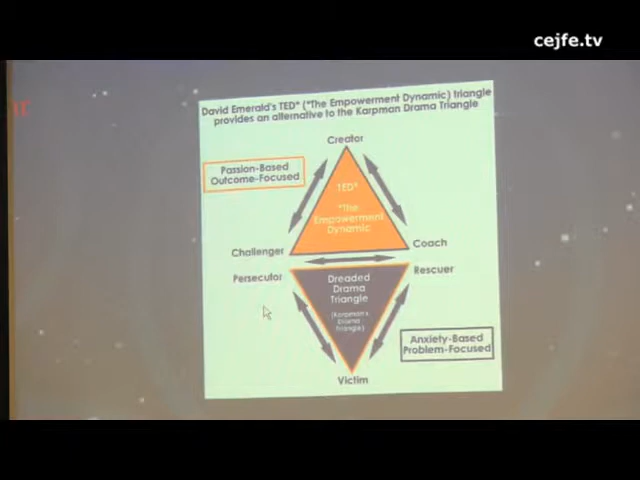 cejfe.tv
David Emerald's TED* (*The Empowerment Dynamic) triangle
provides an alternative to the Karpman Drama Triangle
Creator
Passion-Based
Outcome-Focused
TED*
*The
Empowerment
Dynamic
Challenger
Coach
Persecutor
Rescuer
Dreaded
Drama
Triangle
(Karpman's
Drama
Triangle)
Anxiety-Based
Problem-Focused
Victim